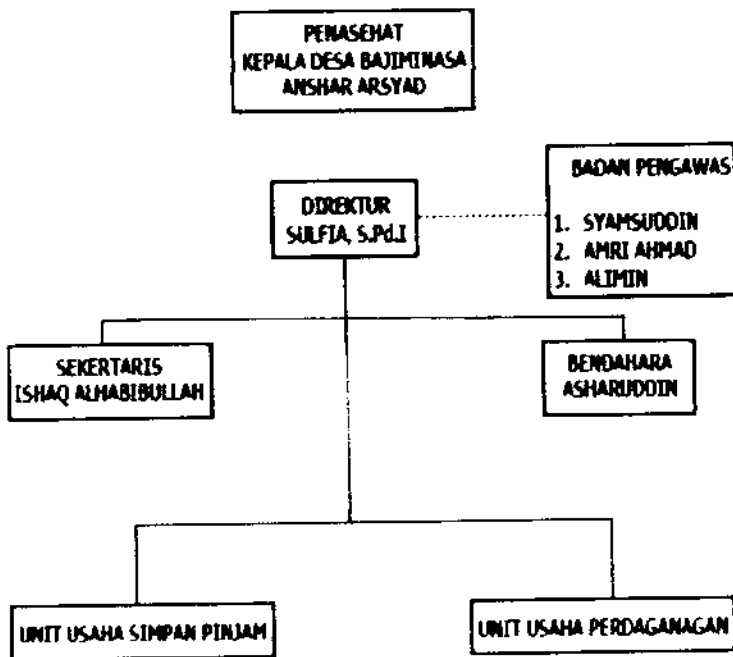 PENASEHAT
KEPALA DESA BAJIMINASA
ANSHAR ARSYAD
BADAN PENGAWAS
1. SYAMSUDDIN
2. AMRI AHMAD
3. ALIMIN
DIREKTUR
SULFIA, S.Pd.I
SEKERTARIS
ISHAQ ALHABIBULLAH
BENDAHARA
ASHARUDDIN
UNIT USAHA SIMPAN PINJAM
UNIT USAHA PERDAGANAGAN